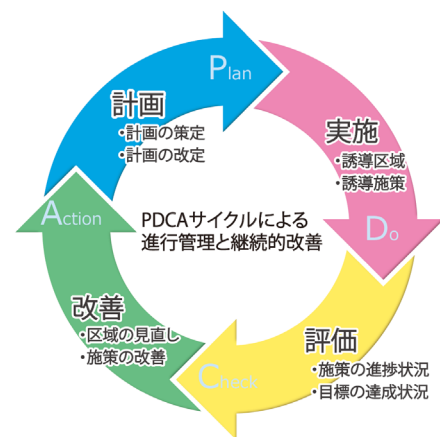 Plan
計画
・計画の策定
・計画の改定
実施
・誘導区域
・誘導施策
Do
PDCAサイクルによる
進行管理と継続的改善
評価
・施策の進捗状況
・目標の達成状況
Check
改善
・区域の見直し
・施策の改善
Action